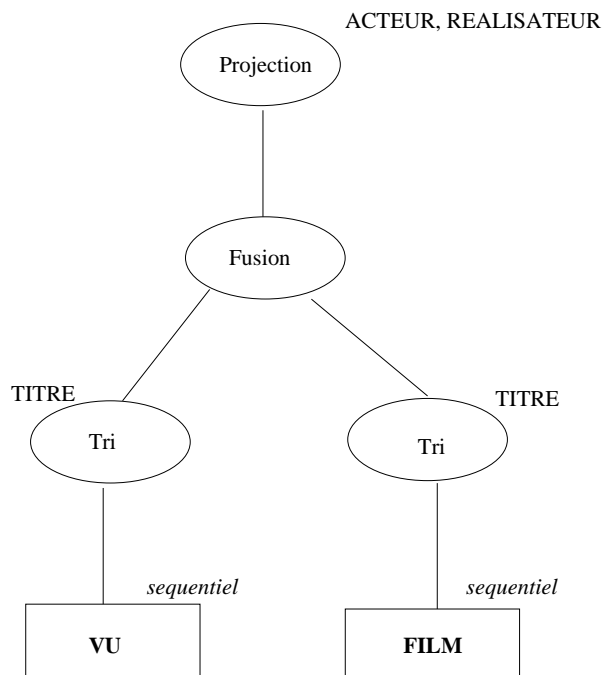 ACTEUR, REALISATEUR
Projection
Fusion
TITRE
TITRE
Tri
Tri
sequentiel
sequentiel
VU
FILM